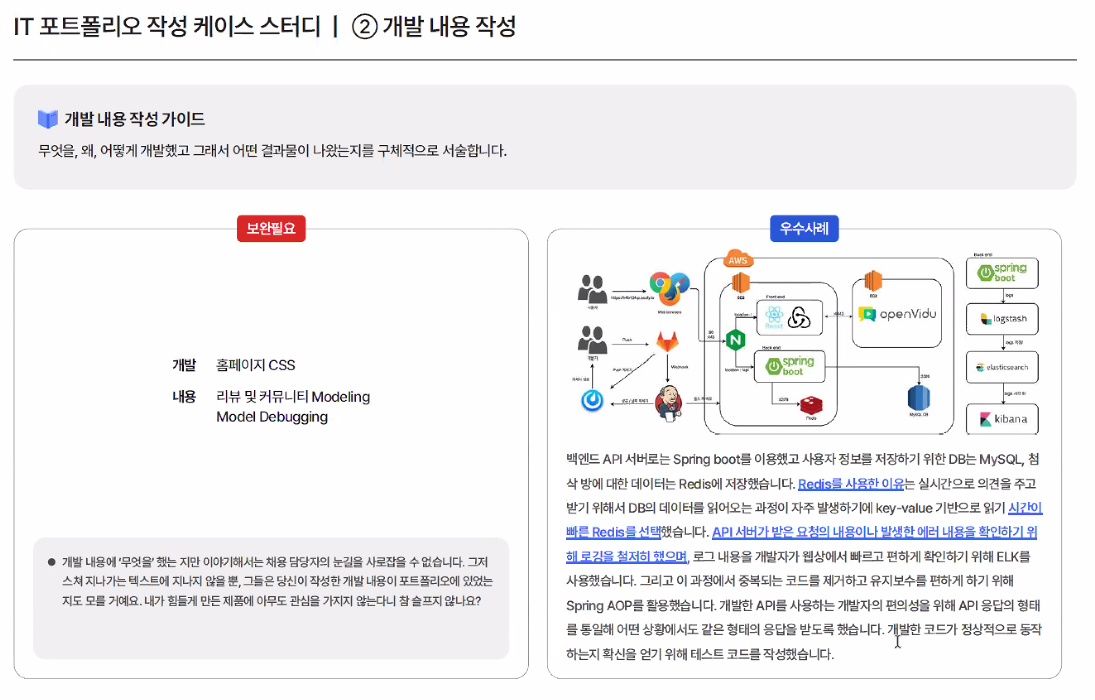 IT 포트폴리오 작성 케이스 스터디 | ② 개발 내용 작성
개발 내용 작성 가이드
무엇을, 왜, 어떻게 개발했고 그래서 어떤 결과물이 나왔는지를 구체적으로 서술합니다.
보완필요
개발 홈페이지 CSS
내용 리뷰 및 커뮤니티 Modeling
Model Debugging
개발 내용에 '무엇을' 했는 지만 이야기해서는 채용 담당자의 눈길을 사로잡을 수 없습니다. 그저
스쳐 지나가는 텍스트에 지나지 않을 뿐, 그들은 당신이 작성한 개발 내용이 포트폴리오에 있었는
지도 모를 거예요. 내가 힘들게 만든 제품에 아무도 관심을 가지지 않는다니 참 슬프지 않나요?
우수사례
AWS
openVidu
spring
boot
spring
boot
logstash
elasticsearch
kibana
MySQL DB
Redis
백엔드 API 서버로는 Spring boot를 이용했고 사용자 정보를 저장하기 위한 DB는 MySQL, 첨
삭 방에 대한 데이터는 Redis에 저장했습니다. Redis를 사용한 이유는 실시간으로 의견을 주고
받기 위해서 DB의 데이터를 읽어오는 과정이 자주 발생하기에 key-value 기반으로 읽기 시간이
빠른 Redis를 선택했습니다. API 서버가 받은 요청의 내용이나 발생한 에러 내용을 확인하기 위
해 로깅을 철저히 했으며, 로그 내용을 개발자가 웹상에서 빠르고 편하게 확인하기 위해 ELK를
사용했습니다. 그리고 이 과정에서 중복되는 코드를 제거하고 유지보수를 편하게 하기 위해
Spring AOP를 활용했습니다. 개발한 API를 사용하는 개발자의 편의성을 위해 API 응답의 형태
를 통일해 어떤 상황에서도 같은 형태의 응답을 받도록 했습니다. 개발한 코드가 정상적으로 동작
하는지 확신을 얻기 위해 테스트 코드를 작성했습니다.